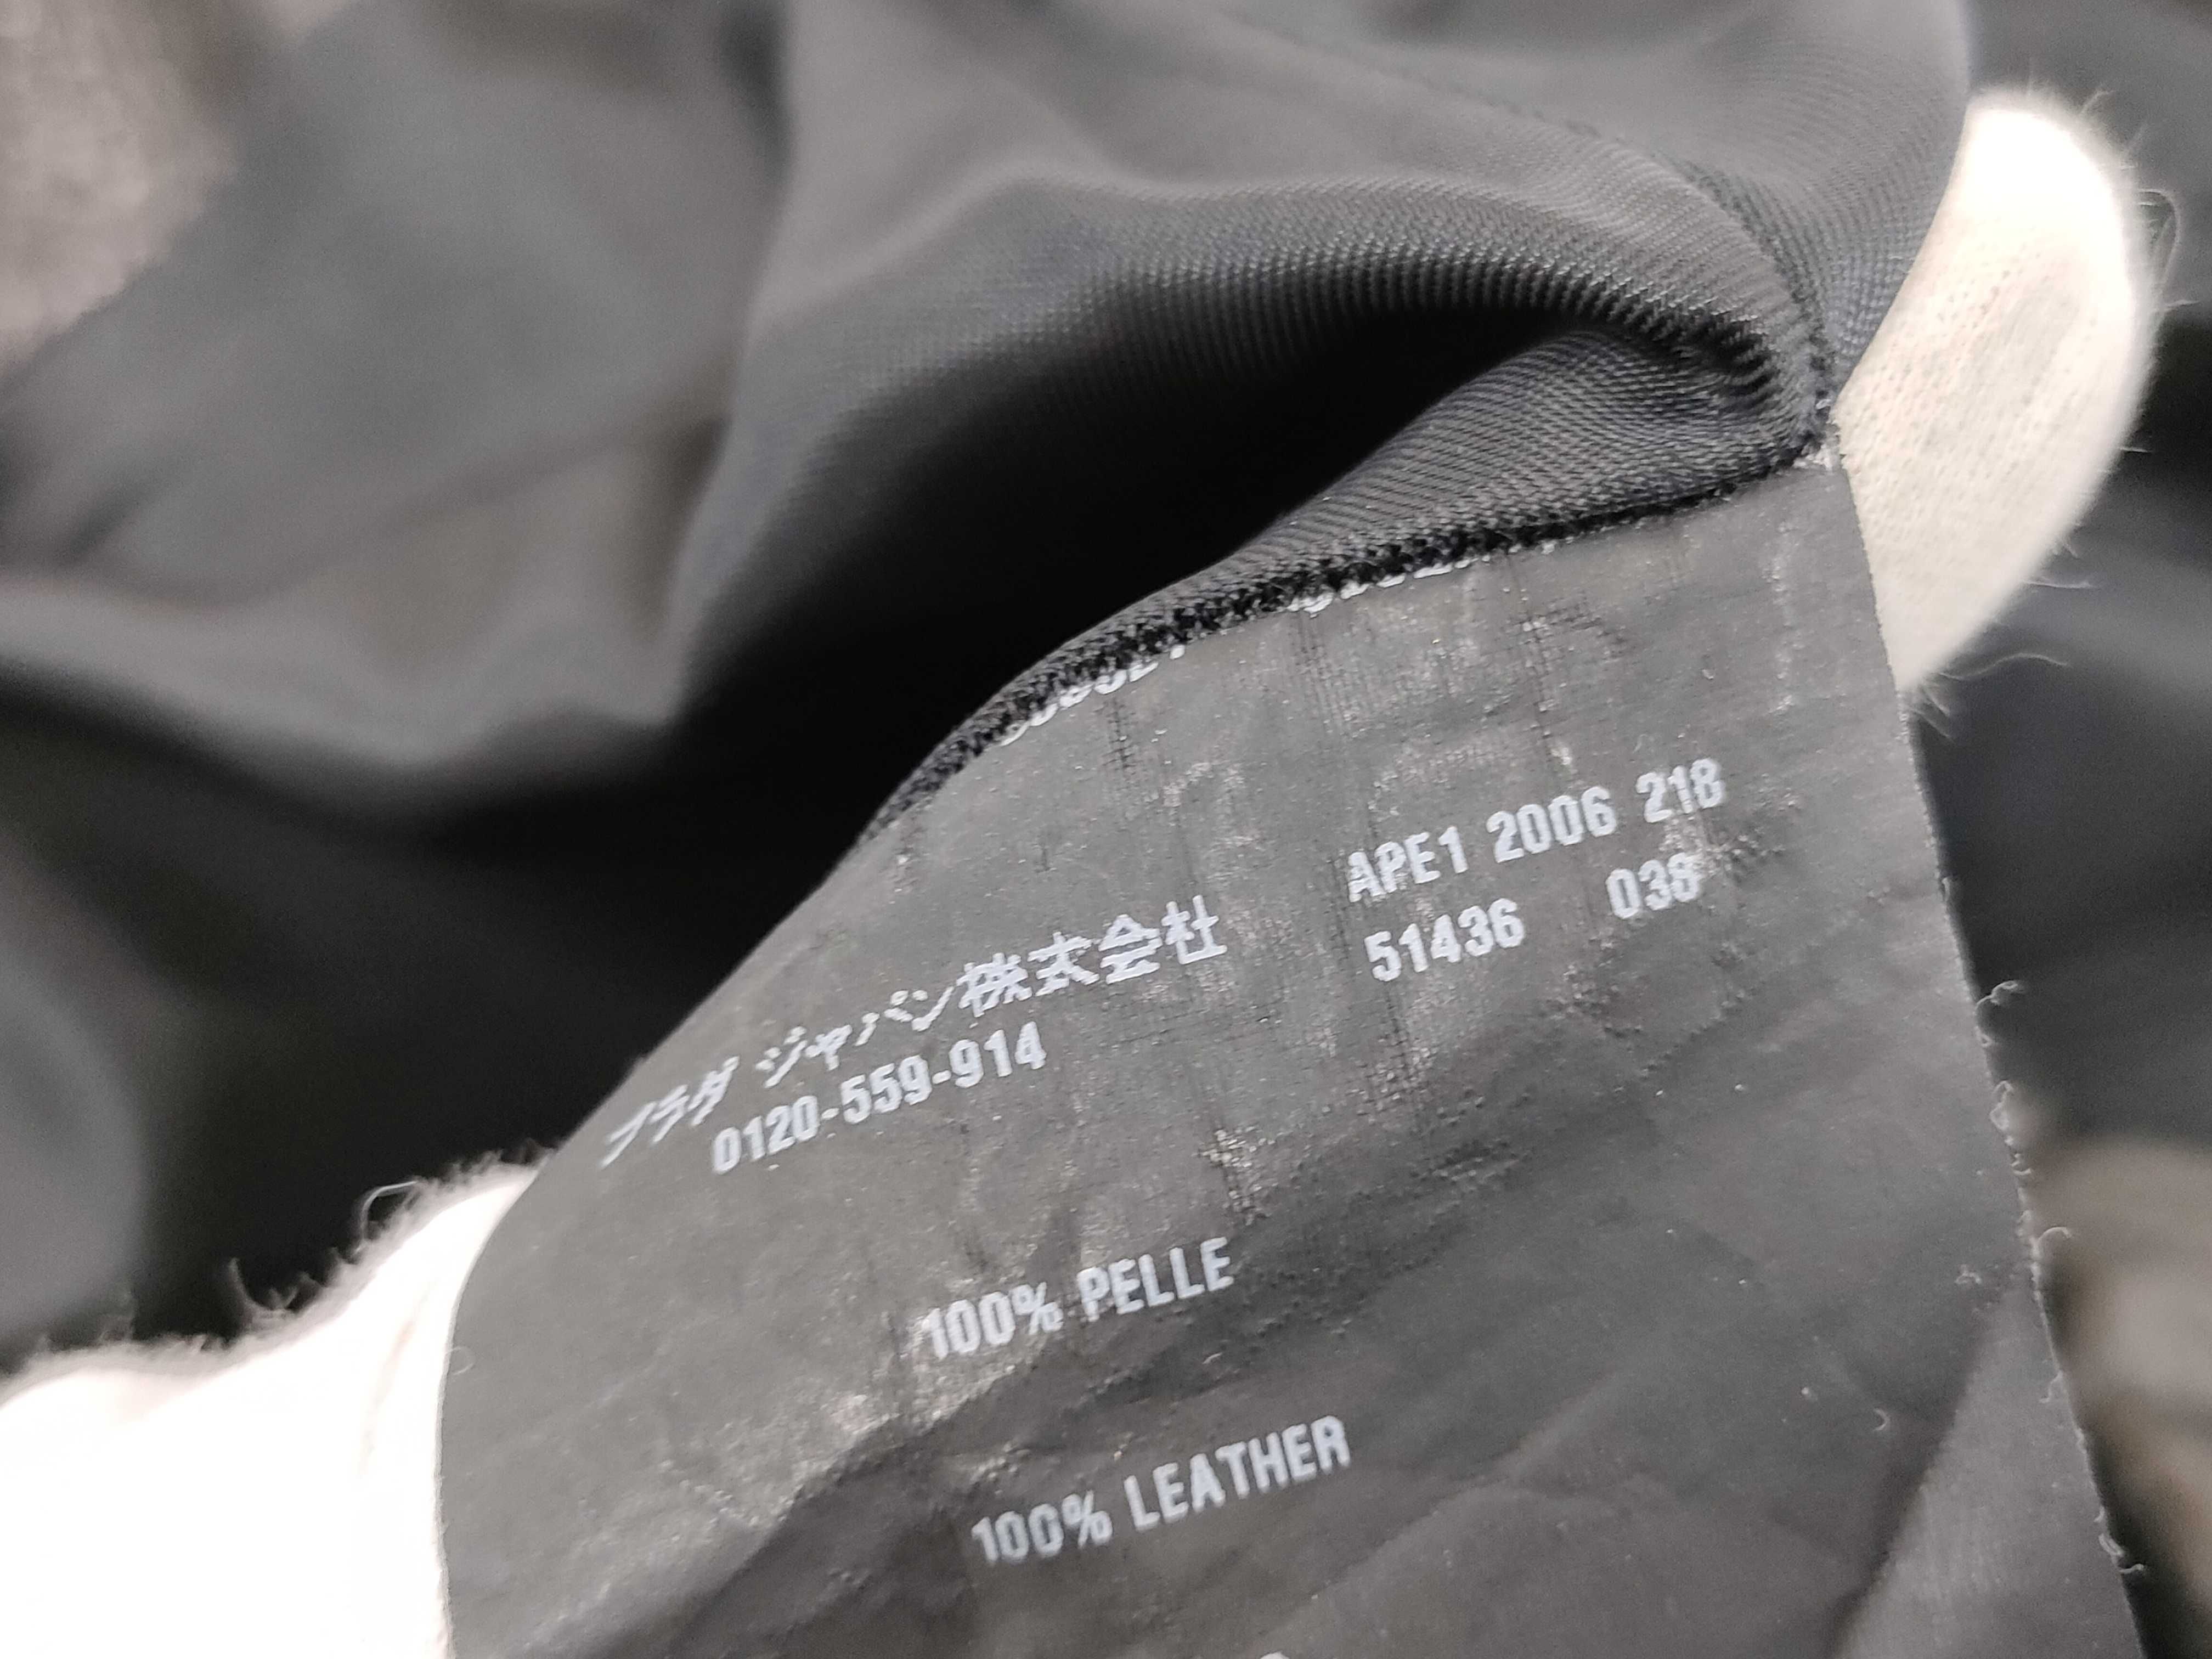 APE1 2006 218
51436 038
プラダ ジャパン株式会社
0120-559-914
100% PELLE
100% LEATHER